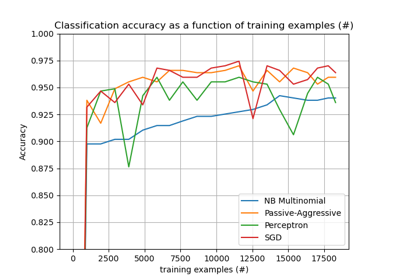 Classification accuracy as a function of training examples (#)
1.000
0.975
0.950
0.925
0.900
0.875
0.850
0.825
0.800
Accuracy
NB Multinomial
Passive-Aggressive
Perceptron
SGD
0 2500 5000 7500 10000 12500 15000 17500
training examples (#)